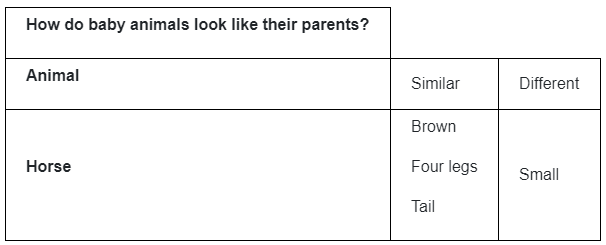 How do baby animals look like their parents?
Animal
Similar
Different
Horse
Brown
Four legs
Tail
Small